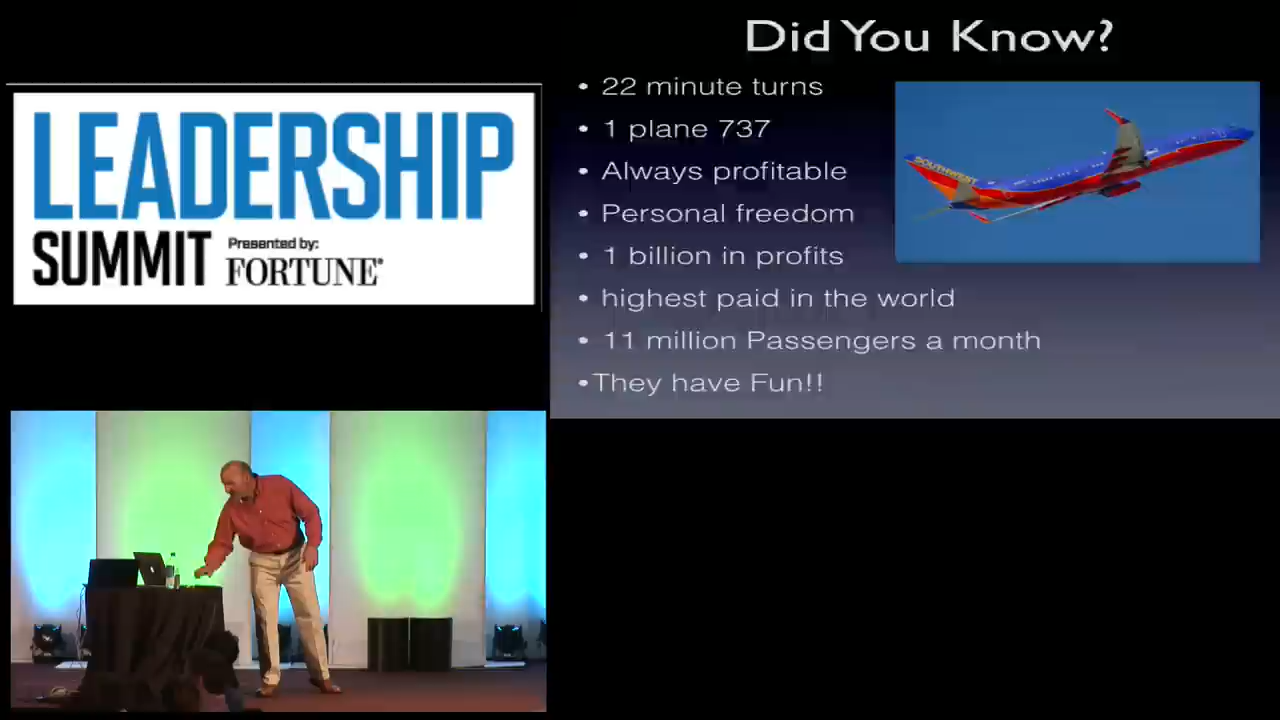 LEADERSHIP
SUMMIT Presented by:
FORTUNE®
Did You Know?
• 22 minute turns
• 1 plane 737
• Always profitable
• Personal freedom
• 1 billion in profits
• highest paid in the world
• 11 million Passengers a month
•They have Fun!!
SOUTHWEST